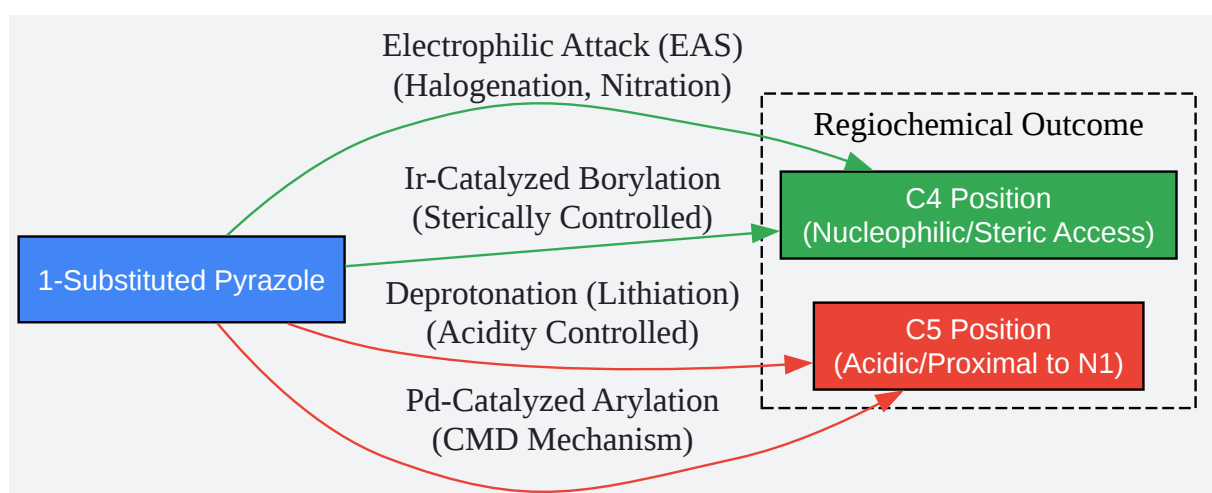 Electrophilic Attack (EAS)
(Halogenation, Nitration)
Regiochemical Outcome
Ir-Catalyzed Borylation
(Sterically Controlled)
C4 Position
(Nucleophilic/Steric Access)
1-Substituted Pyrazole
Deprotonation (Lithiation)
(Acidity Controlled)
C5 Position
(Acidic/Proximal to N1)
Pd-Catalyzed Arylation
(CMD Mechanism)